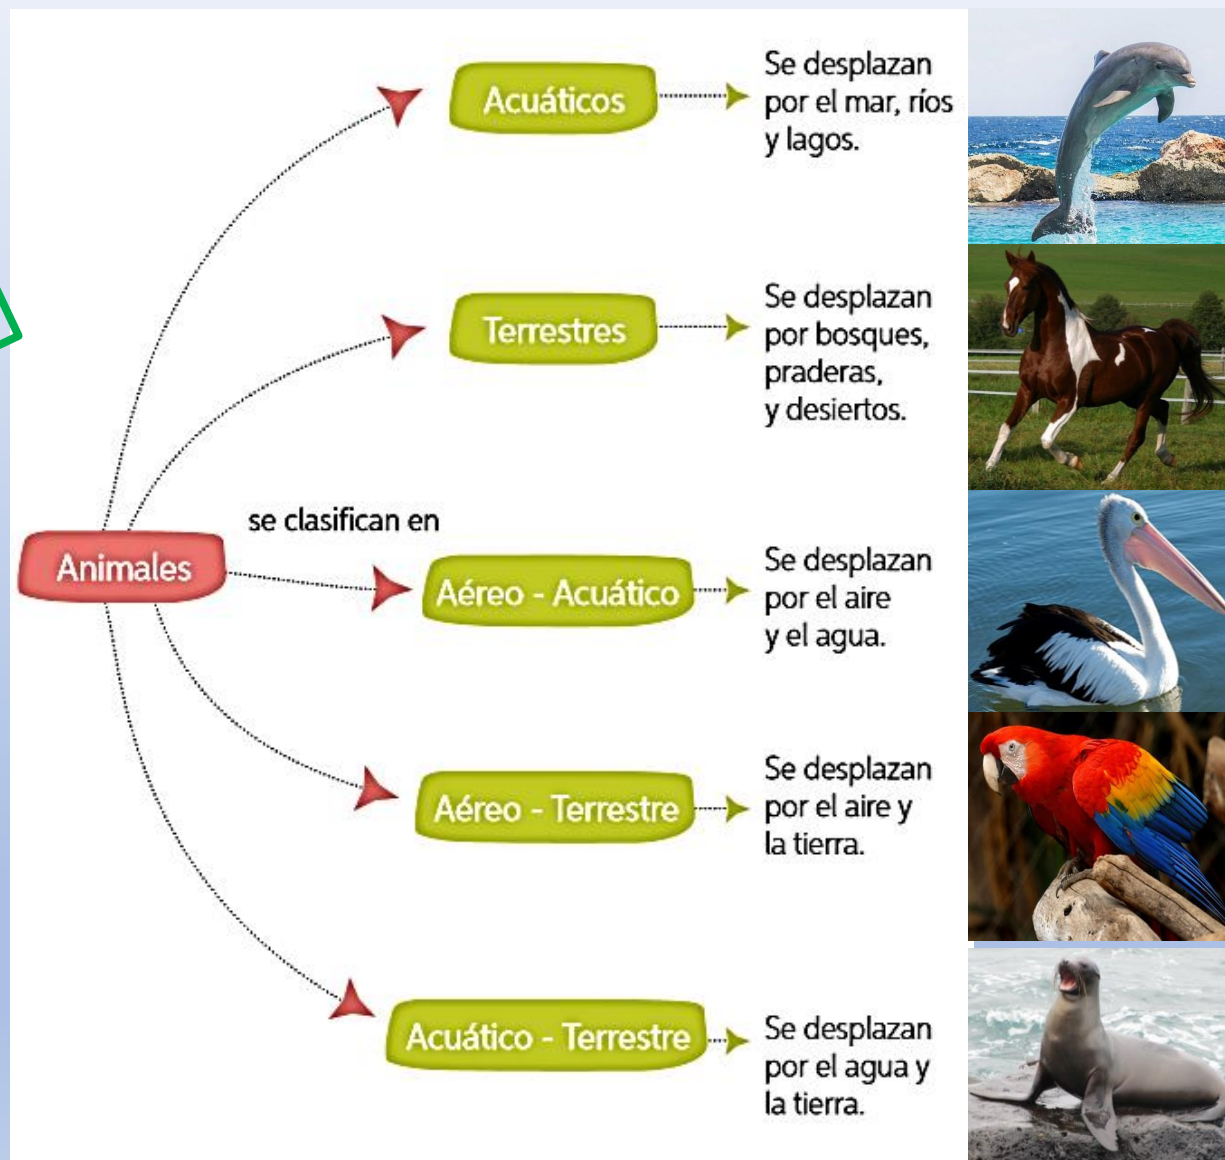 Acuáticos
Se desplazan
por el mar, ríos
y lagos.
Terrestres
Se desplazan
por bosques,
praderas,
y desiertos.
Animales
se clasifican en
Aéreo - Acuático
Se desplazan
por el aire
y el agua.
Aéreo - Terrestre
Se desplazan
por el aire y
la tierra.
Acuático - Terrestre
Se desplazan
por el agua y
la tierra.